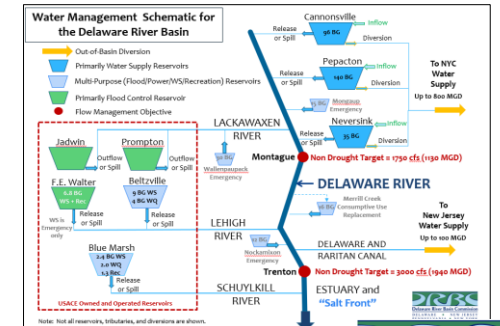 Water Management Schematic for
the Delaware River Basin
Out-of-Basin Diversion
Primarily Water Supply Reservoirs
Multi-Purpose (Flood/Power/WS/Recreation) Reservoirs
Primarily Flood Control Reservoir
Flow Management Objective
Cannonsville
Release
or Spill
96 BG
Inflow
Diversion
Pepacton
Release
or Spill
140 BG
Inflow
Diversion
To NYC
Water
Supply
Up to 800 MGD
Mongaup
Emergency
Neversink
Release
or Spill
35 BG
Inflow
Diversion
LACKAWAXEN
RIVER
Wallenpaupack
Emergency
Montague
Non Drought Target = 1750 cfs (1130 MGD)
Jadwin
Prompton
Outflow
or Spill
Outflow
or Spill
F.E. Walter
Beltzville
6.8 BG
WS + Rec
9 BG WS
4 BG WQ
WS is
Emergency
only
Release
or Spill
Release
or Spill
DELAWARE RIVER
Merrill Creek
Consumptive Use
Replacement
LEHIGH
RIVER
To
New Jersey
Water Supply
Up to 100 MGD
Nockamixon
Emergency
DELAWARE AND
RARITAN CANAL
Blue Marsh
2.4 BG WS
2.0 WQ
1.3 Rec
Release
or Spill
Trenton
Non Drought Target = 3000 cfs (1940 MGD)
USACE Owned and Operated Reservoirs
SCHUYLKILL
RIVER
ESTUARY and
"Salt Front"
DRBC
Delaware River Basin Commission
Note: Not all reservoirs, tributaries, and diversions are shown.